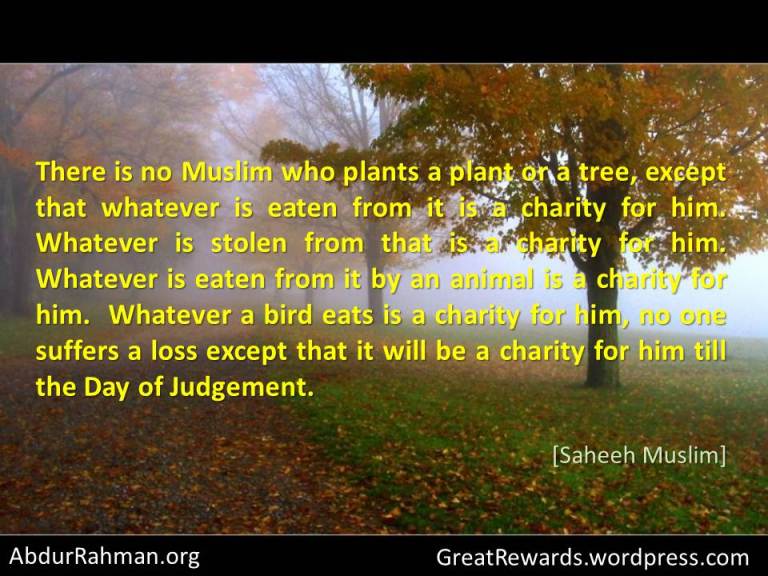 There is no Muslim who plants a plant or a tree, except
that whatever is eaten from it is a charity for him.
Whatever is stolen from that is a charity for him.
Whatever is eaten from it by an animal is a charity for
him.  Whatever a bird eats is a charity for him, no one
suffers a loss except that it will be a charity for him till
the Day of Judgement.
[Saheeh Muslim]
AbdurRahman.org
GreatRewards.wordpress.com